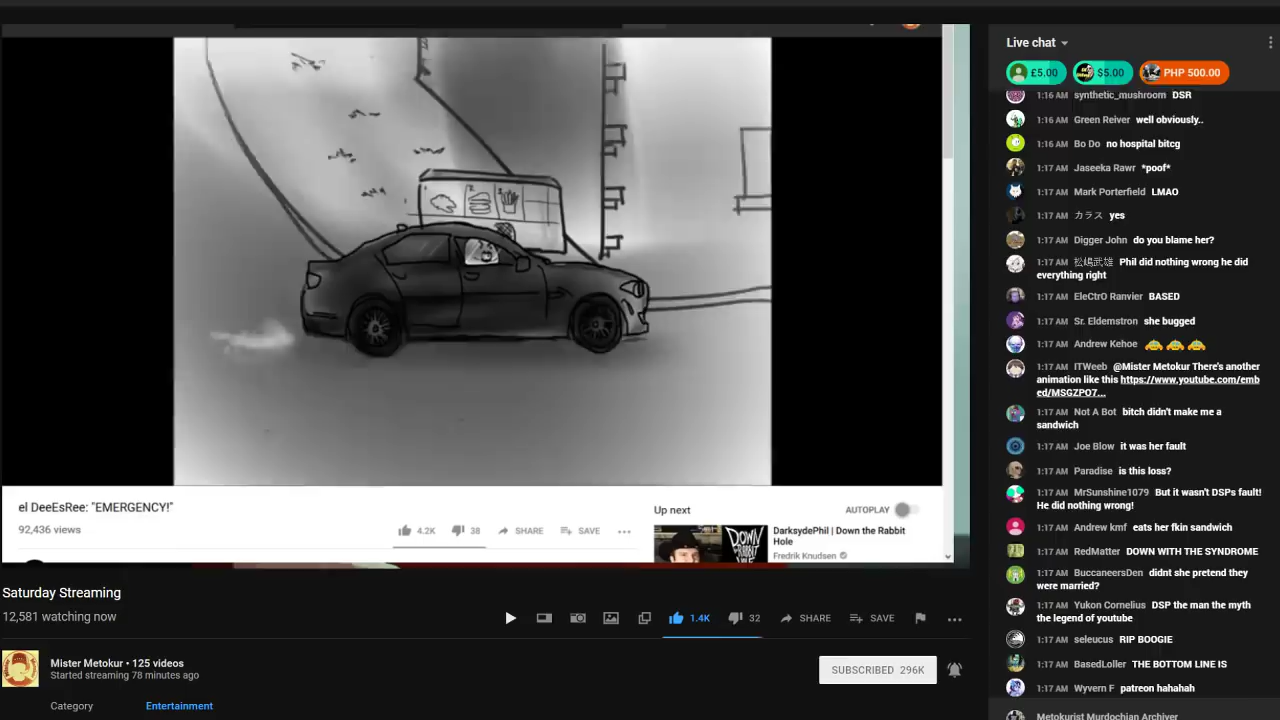 el DeeEsRee: "EMERGENCY!"
92,436 views
4.2K 38 SHARE SAVE
Up next
AUTOPLAY
DarksydePhil | Down the Rabbit
Hole
Fredrik Knudsen
DOWN
Saturday Streaming
12,581 watching now
1.4K 32 SHARE SAVE
Mister Metokur • 125 videos
Started streaming 78 minutes ago
SUBSCRIBED 296K
Category Entertainment
Live chat
£5.00 $5.00 PHP 500.00
1:16 AM synthetic_mushroom DSR
1:16 AM Green Reiver well obviously..
1:16 AM Bo Do no hospital bitcg
1:17 AM Jaseeka Rawr *poof*
1:17 AM Mark Porterfield LMAO
1:17 AM カラス yes
1:17 AM Digger John do you blame her?
1:17 AM 松嶋武雄 Phil did nothing wrong he did
everything right
1:17 AM EleCtrO Ranvier BASED
1:17 AM Sr. Eldemstron she bugged
1:17 AM Andrew Kehoe 🚕🚕🚕
1:17 AM ITWeeb @Mister Metokur There's another
animation like this https://www.youtube.com/emb
ed/MSGZPO7...
1:17 AM Not A Bot bitch didn't make me a
sandwich
1:17 AM Joe Blow it was her fault
1:17 AM Paradise is this loss?
1:17 AM MrSunshine1079 But it wasn't DSPs fault!
He did nothing wrong!
1:17 AM Andrew kmf eats her fkin sandwich
1:17 AM RedMatter DOWN WITH THE SYNDROME
1:17 AM BuccaneersDen didnt she pretend they
were married?
1:17 AM Yukon Cornelius DSP the man the myth
the legend of youtube
1:17 AM seleucus RIP BOOGIE
1:17 AM BasedLoller THE BOTTOM LINE IS
1:17 AM Wyvern F patreon hahahah
Metokurist Murdochian Archiver